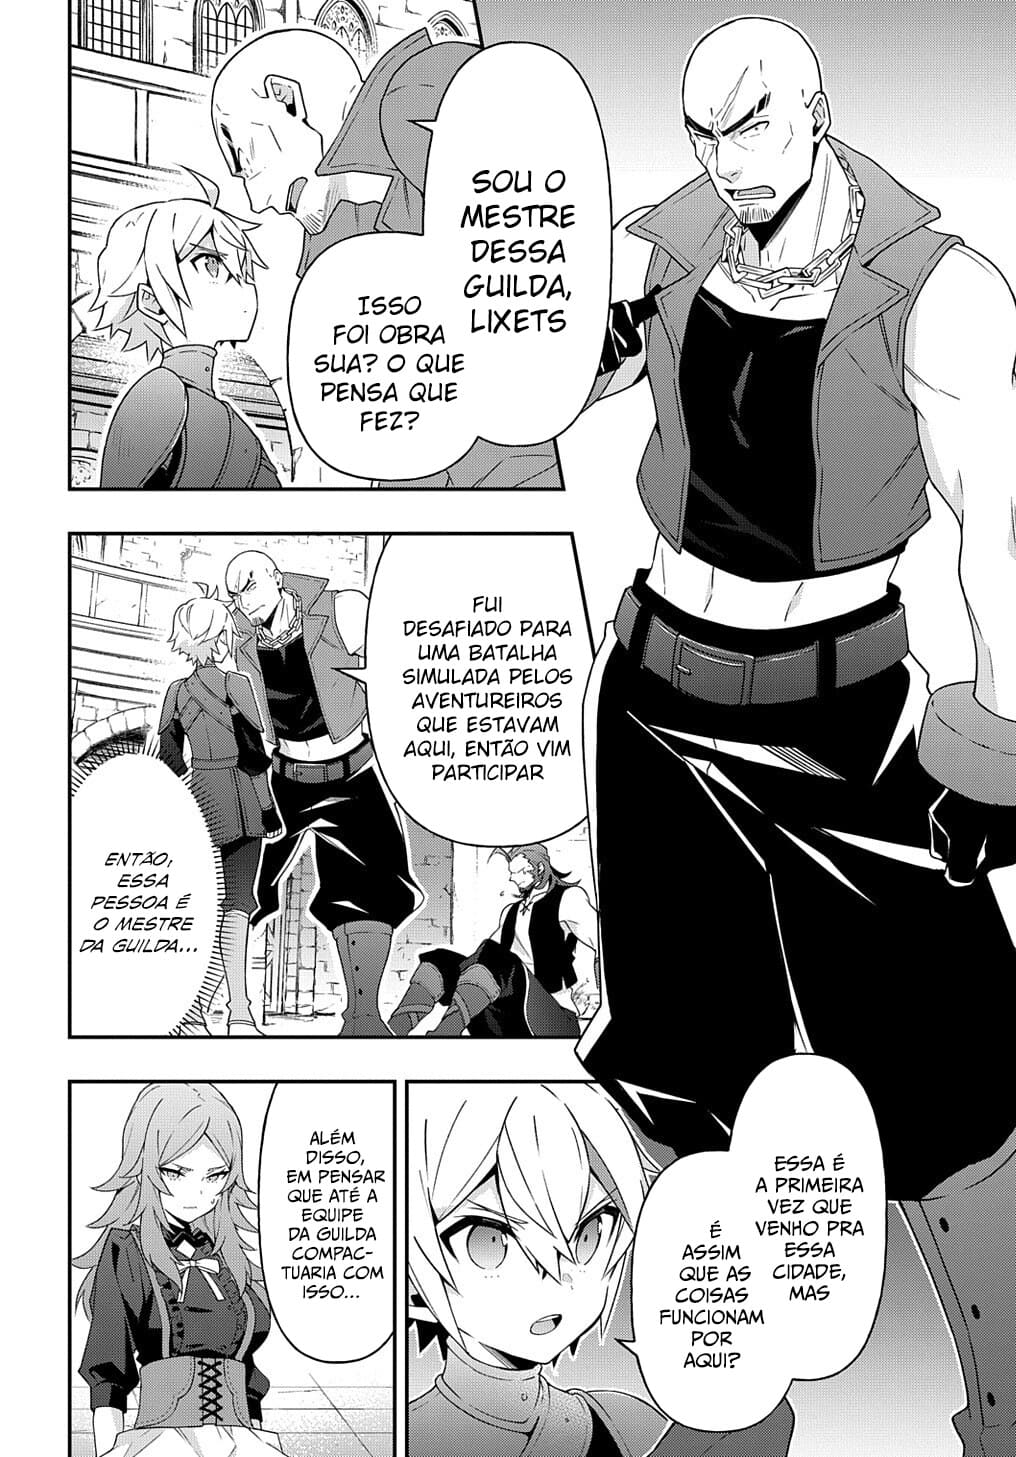 SOU O
MESTRE
DESSA
GUILDA,
LIXETS
ISSO
FOI OBRA
SUA? O QUE
PENSA QUE
FEZ?
FUI
DESAFIADO PARA
UMA BATALHA
SIMULADA PELOS
AVENTUREIROS
QUE ESTAVAM
AQUI, ENTÃO VIM
PARTICIPAR
ENTÃO,
ESSA
PESSOA É
O MESTRE
DA GUILDA...
ESSA É
A PRIMEIRA
VEZ QUE
VENHO PRA
ESSA
CIDADE,
MAS
É
ASSIM
QUE AS
COISAS
FUNCIONAM
POR
AQUI?
ALÉM
DISSO,
EM PENSAR
QUE ATÉ A
EQUIPE
DA GUILDA
COMPAC-
TUARIA COM
ISSO...